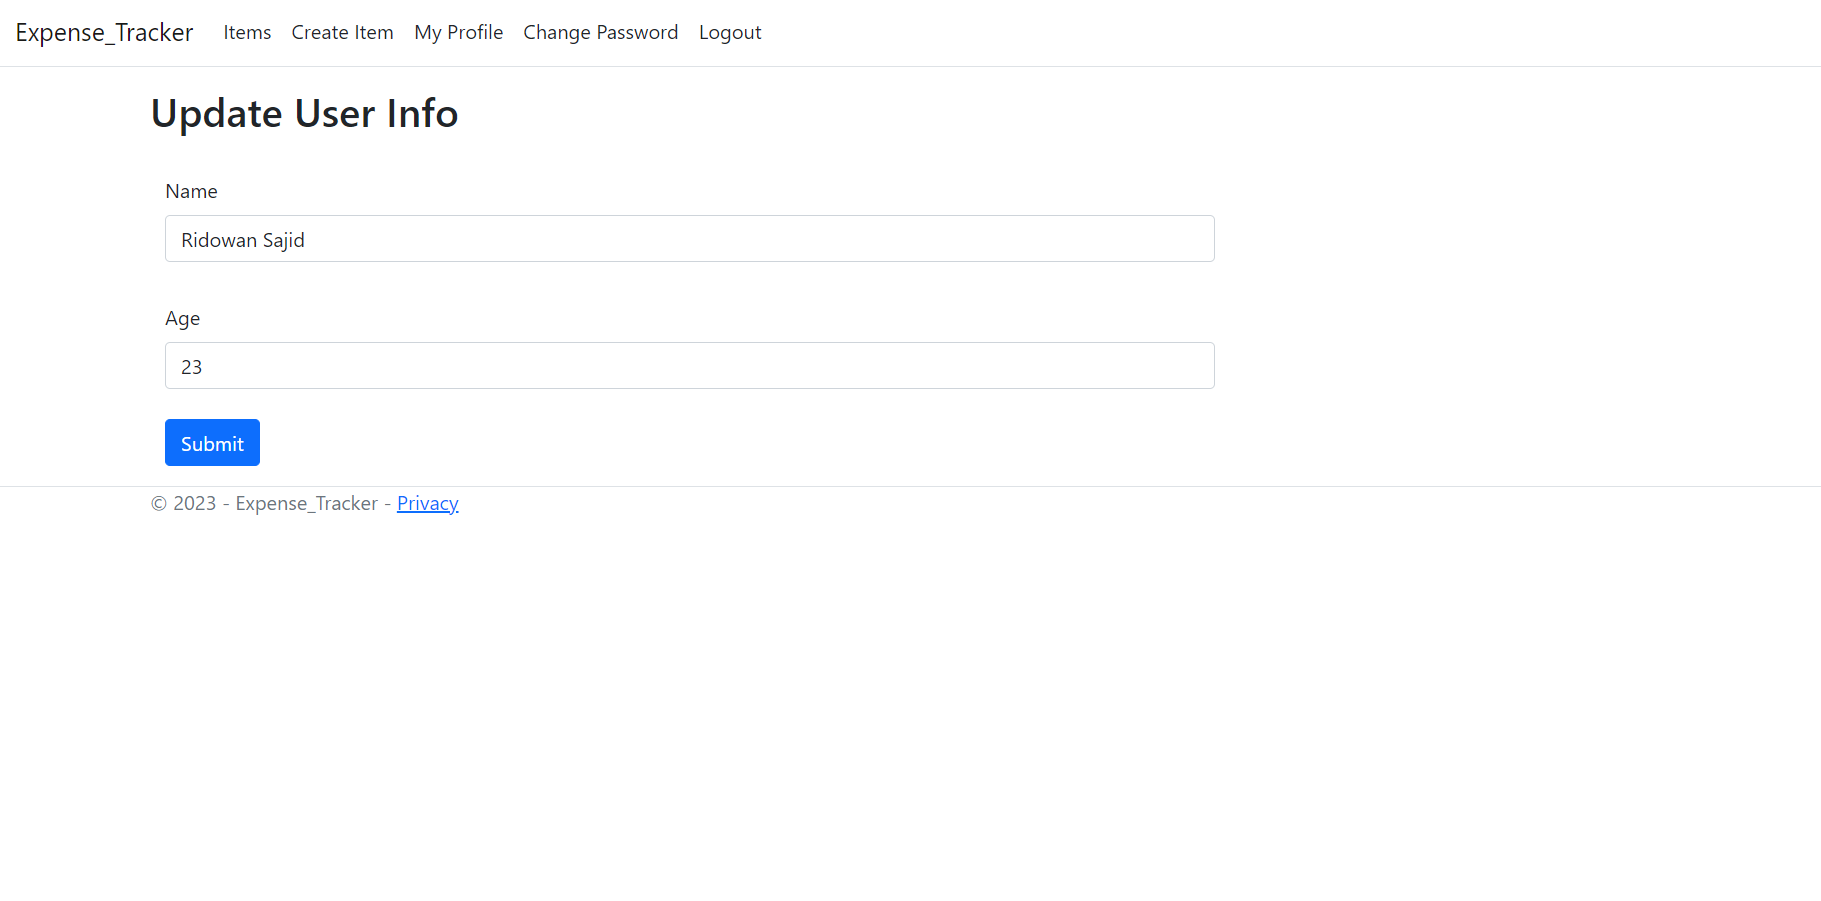 Expense_Tracker Items Create Item My Profile Change Password Logout
Update User Info
Name
Ridowan Sajid
Age
23
Submit
© 2023 - Expense_Tracker - Privacy